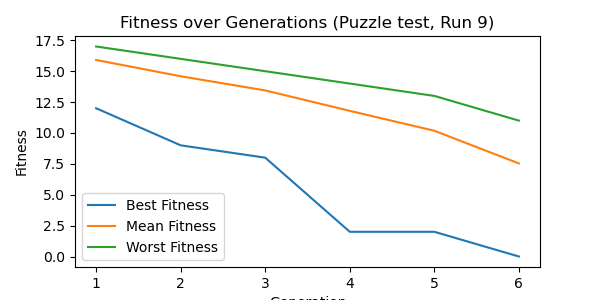 Fitness over Generations (Puzzle test, Run 9)
17.5
15.0
12.5
10.0
7.5
5.0
2.5
0.0
Fitness
Best Fitness
Mean Fitness
Worst Fitness
1 2 3 4 5 6
Generation